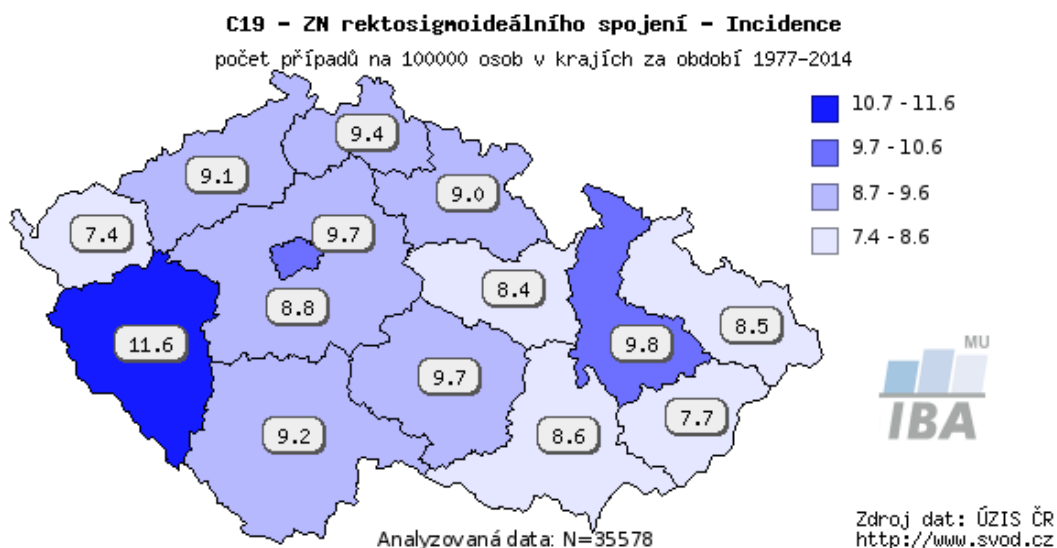 C19 - ZN rektosigmoideálního spojení - Incidence
počet případů na 100000 osob v krajích za období 1977-2014
10.7 - 11.6
9.7 - 10.6
8.7 - 9.6
7.4 - 8.6
9.4
9.1
9.0
7.4
9.7
8.4
8.8
8.5
11.6
9.8
9.7
7.7
9.2
8.6
MU
IBA
Analyzovaná data: N=35578
Zdroj dat: ÚZIS ČR
http://www.svod.cz